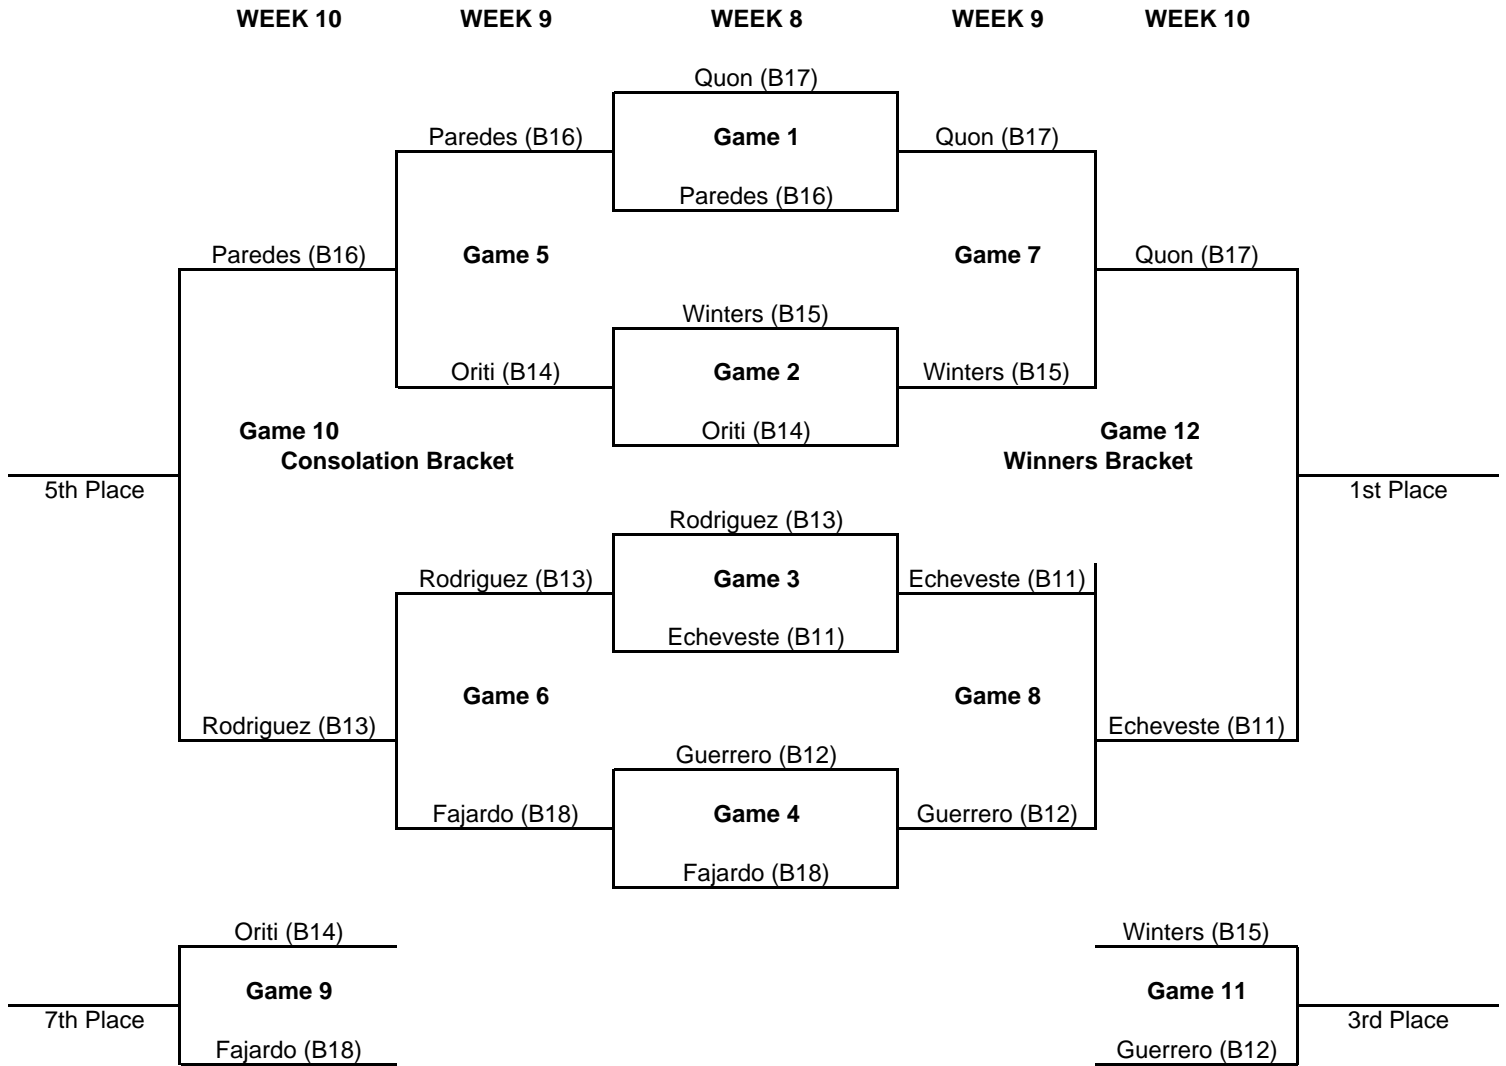 WEEK 10 WEEK 9 WEEK 8 WEEK 9 WEEK 10
Quon (B17)
Paredes (B16) Game 1 Quon (B17)
Paredes (B16)
Paredes (B16) Game 5 Game 7 Quon (B17)
Winters (B15)
Oriti (B14) Game 2 Winters (B15)
Game 10 Oriti (B14) Game 12
Consolation Bracket Winners Bracket
5th Place 1st Place
Rodriguez (B13)
Rodriguez (B13) Game 3 Echeveste (B11)
Echeveste (B11)
Game 6 Game 8
Rodriguez (B13) Echeveste (B11)
Guerrero (B12)
Fajardo (B18) Game 4 Guerrero (B12)
Fajardo (B18)
Oriti (B14) Winters (B15)
Game 9 Game 11
7th Place 3rd Place
Fajardo (B18) Guerrero (B12)